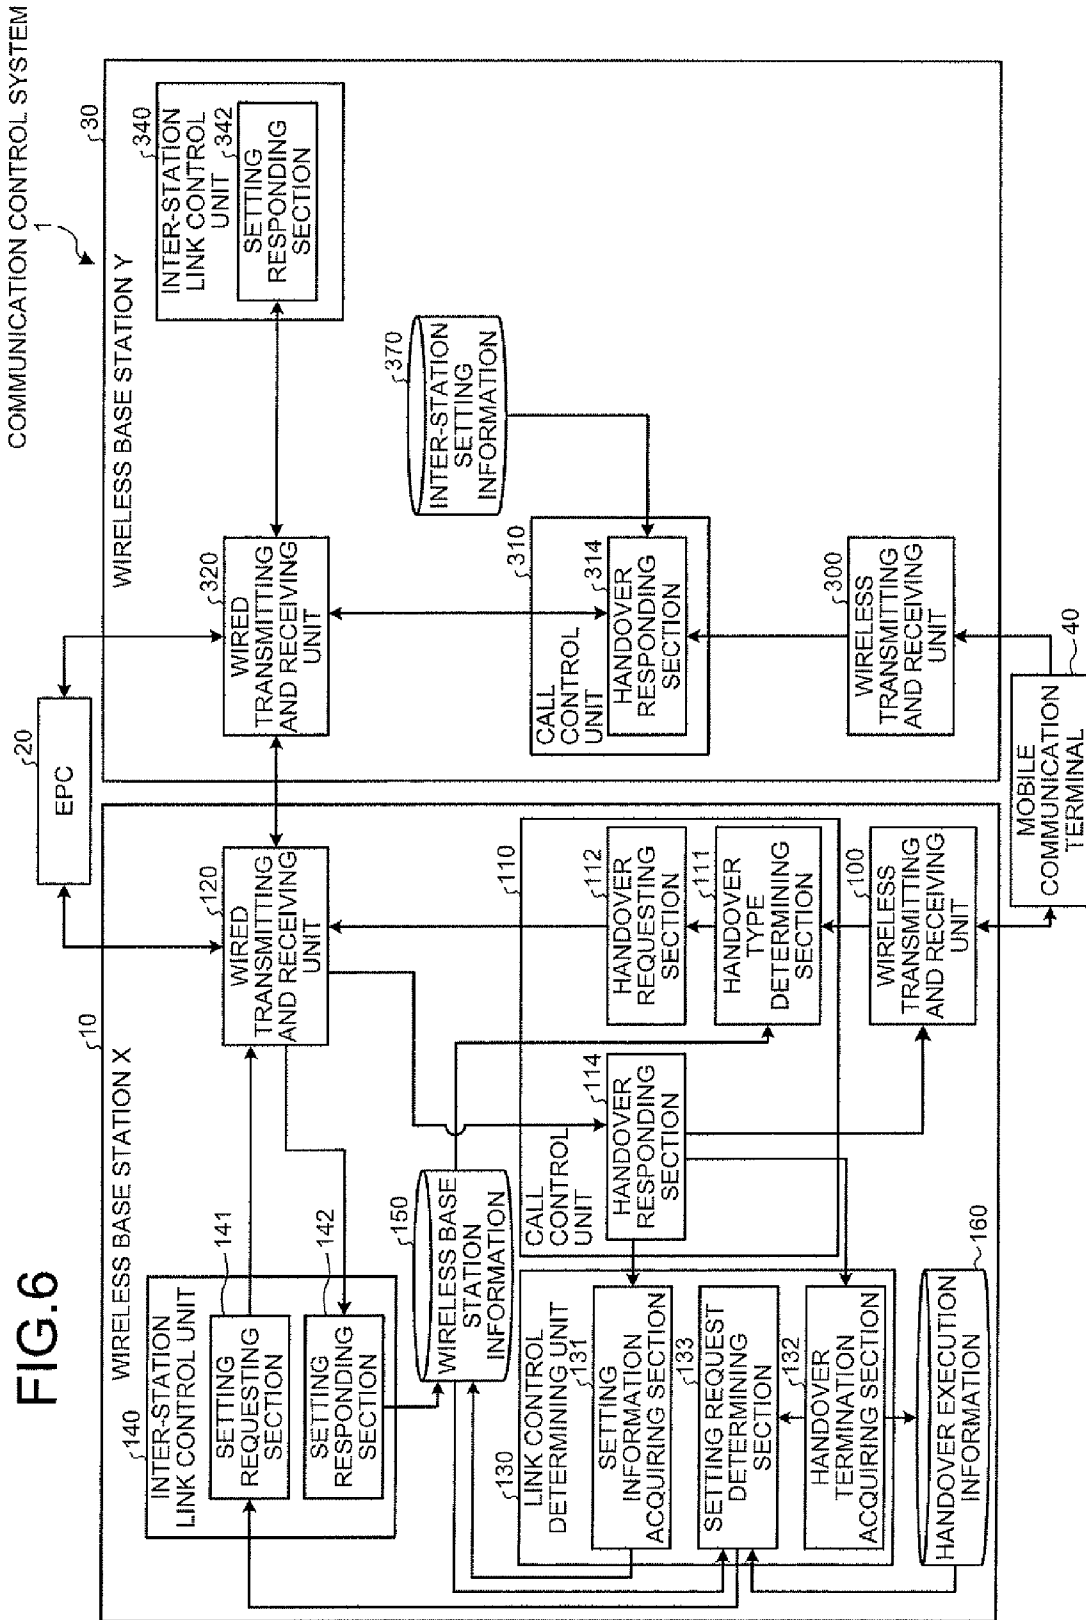 FIG.6
COMMUNICATION CONTROL SYSTEM
1
20
EPC
10
WIRELESS BASE STATION X
140
INTER-STATION
LINK CONTROL UNIT
141
SETTING
REQUESTING
SECTION
142
SETTING
RESPONDING
SECTION
120
WIRED
TRANSMITTING
AND RECEIVING
UNIT
150
WIRELESS BASE
STATION
INFORMATION
110
CALL
CONTROL
UNIT
114
HANDOVER
RESPONDING
SECTION
112
HANDOVER
REQUESTING
SECTION
111
HANDOVER
TYPE
DETERMINING
SECTION
130
LINK CONTROL
DETERMINING UNIT
131
SETTING
INFORMATION
ACQUIRING SECTION
133
SETTING REQUEST
DETERMINING
SECTION
132
HANDOVER
TERMINATION
ACQUIRING SECTION
160
HANDOVER EXECUTION
INFORMATION
100
WIRELESS
TRANSMITTING
AND RECEIVING
UNIT
30
WIRELESS BASE STATION Y
320
WIRED
TRANSMITTING
AND RECEIVING
UNIT
340
INTER-STATION
LINK CONTROL
UNIT
342
SETTING
RESPONDING
SECTION
370
INTER-STATION
SETTING
INFORMATION
310
CALL
CONTROL
UNIT
314
HANDOVER
RESPONDING
SECTION
300
WIRELESS
TRANSMITTING
AND RECEIVING
UNIT
40
MOBILE
COMMUNICATION
TERMINAL